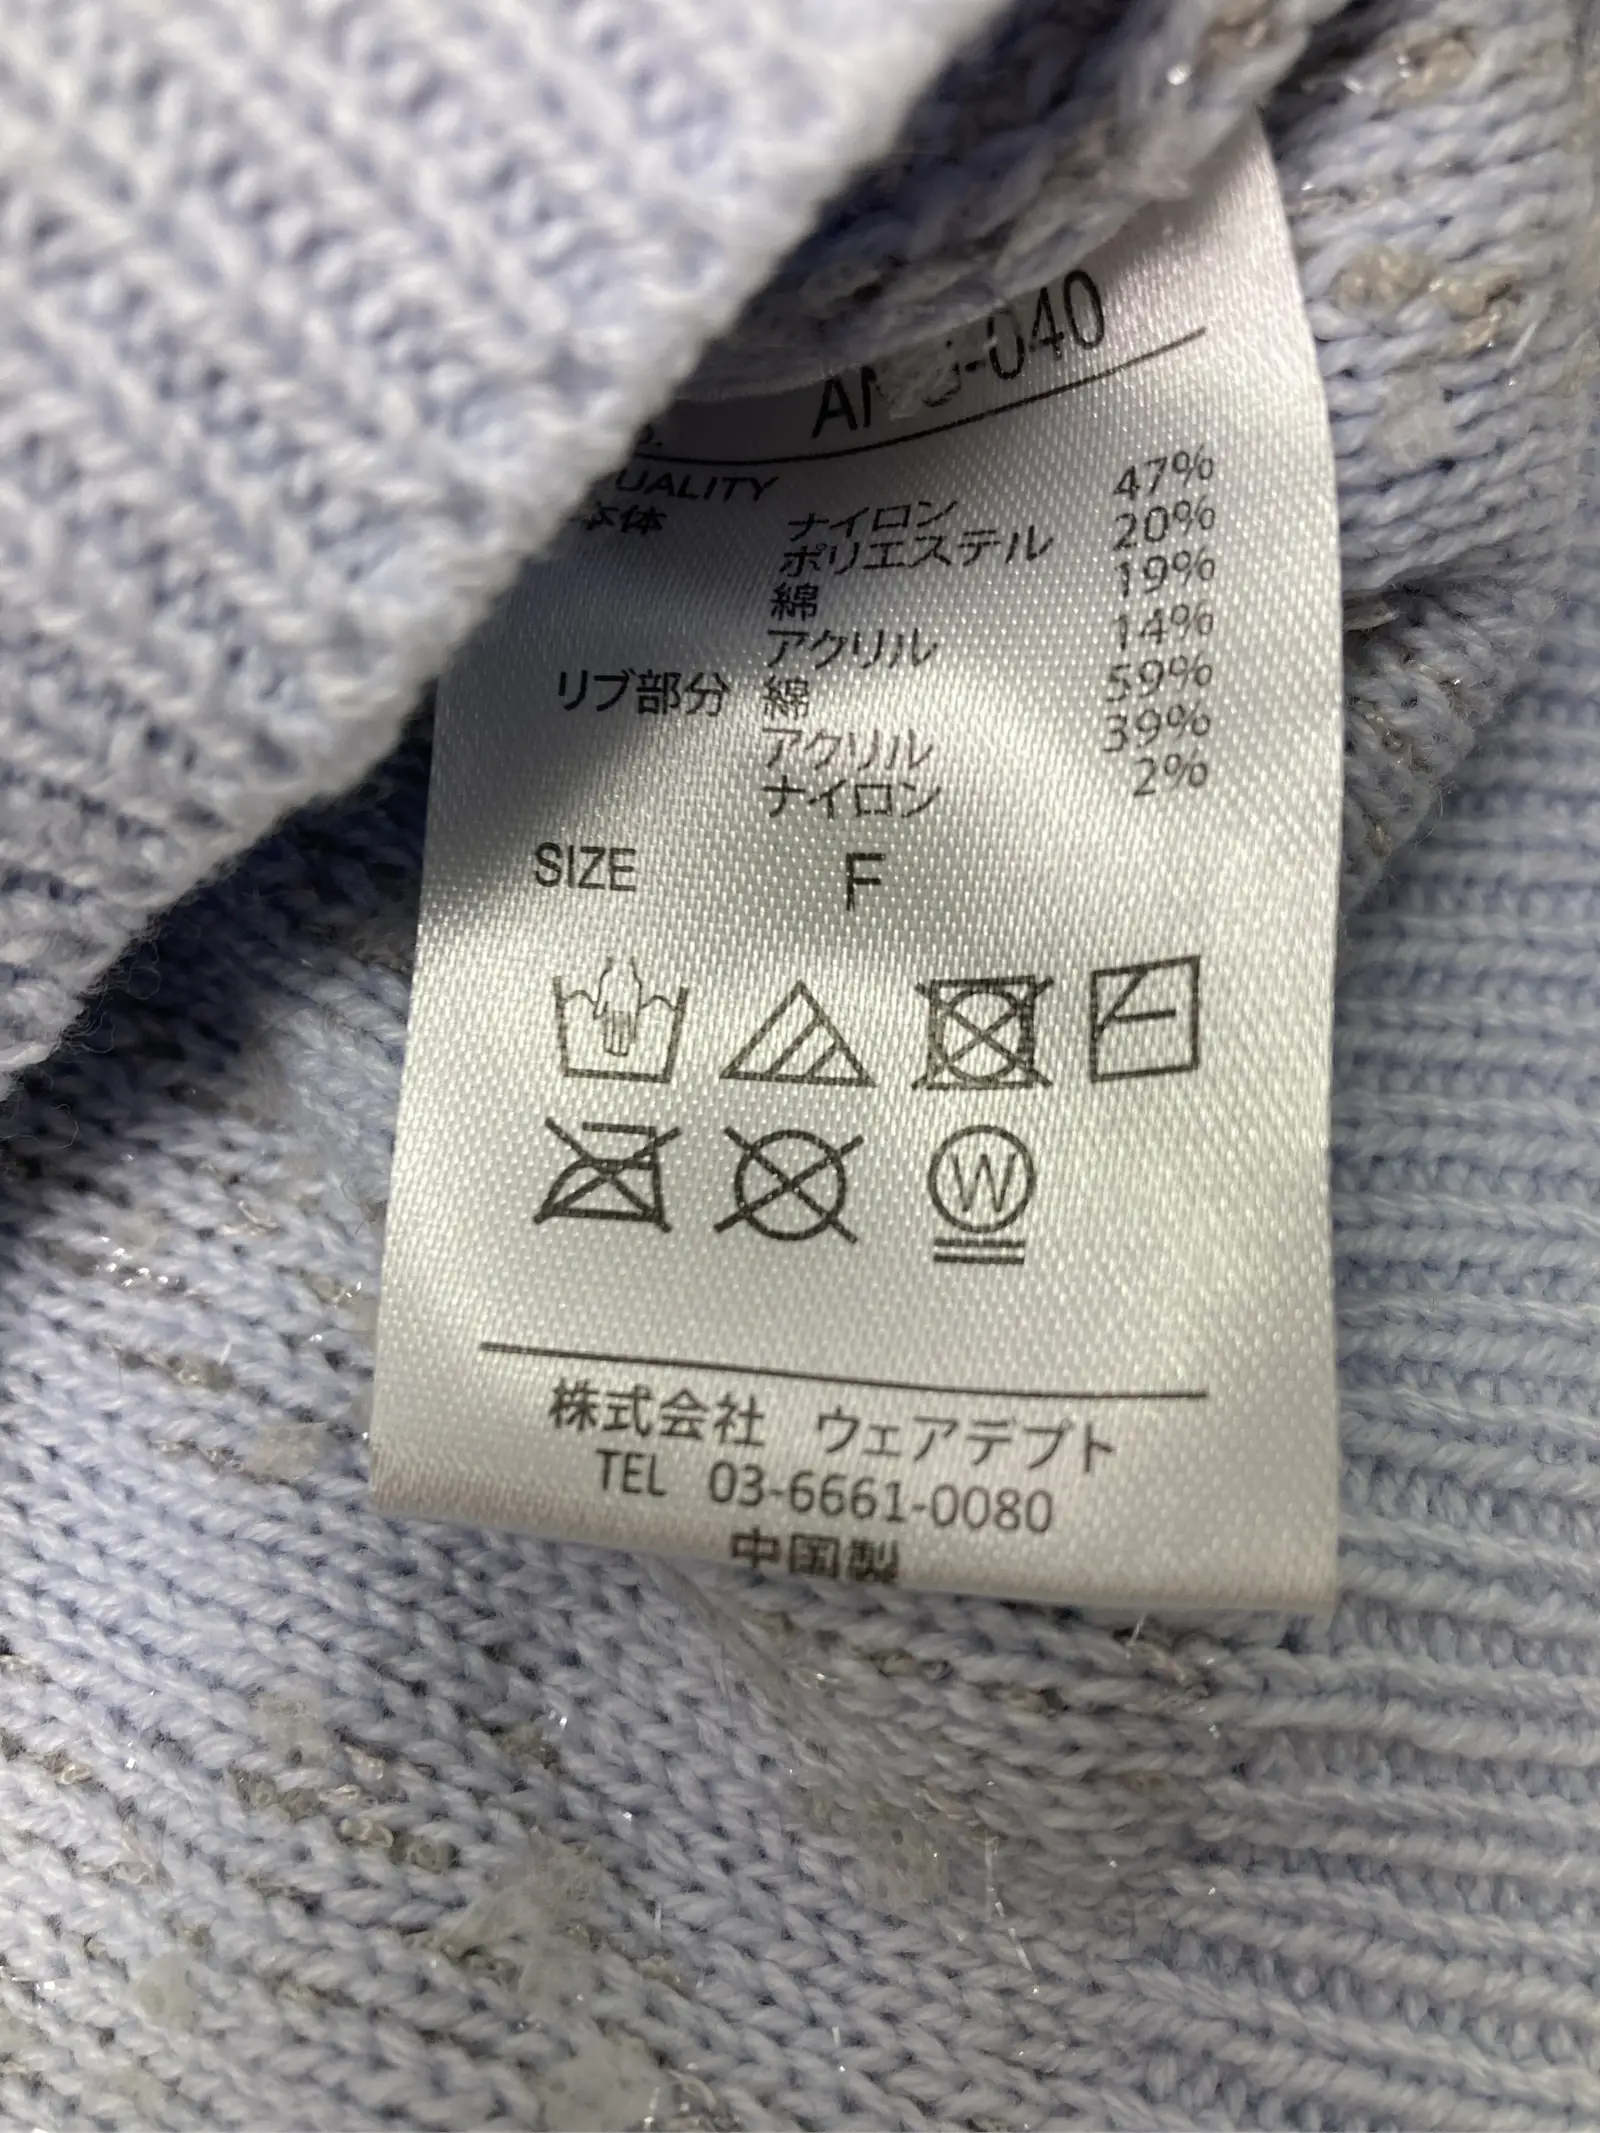 -040
QUALITY
本体 ナイロン 47%
ポリエステル 20%
綿 19%
アクリル 14%
リブ部分 綿 59%
アクリル 39%
ナイロン 2%
SIZE F
W
株式会社 ウェアデプト
TEL 03-6661-0080
中国製